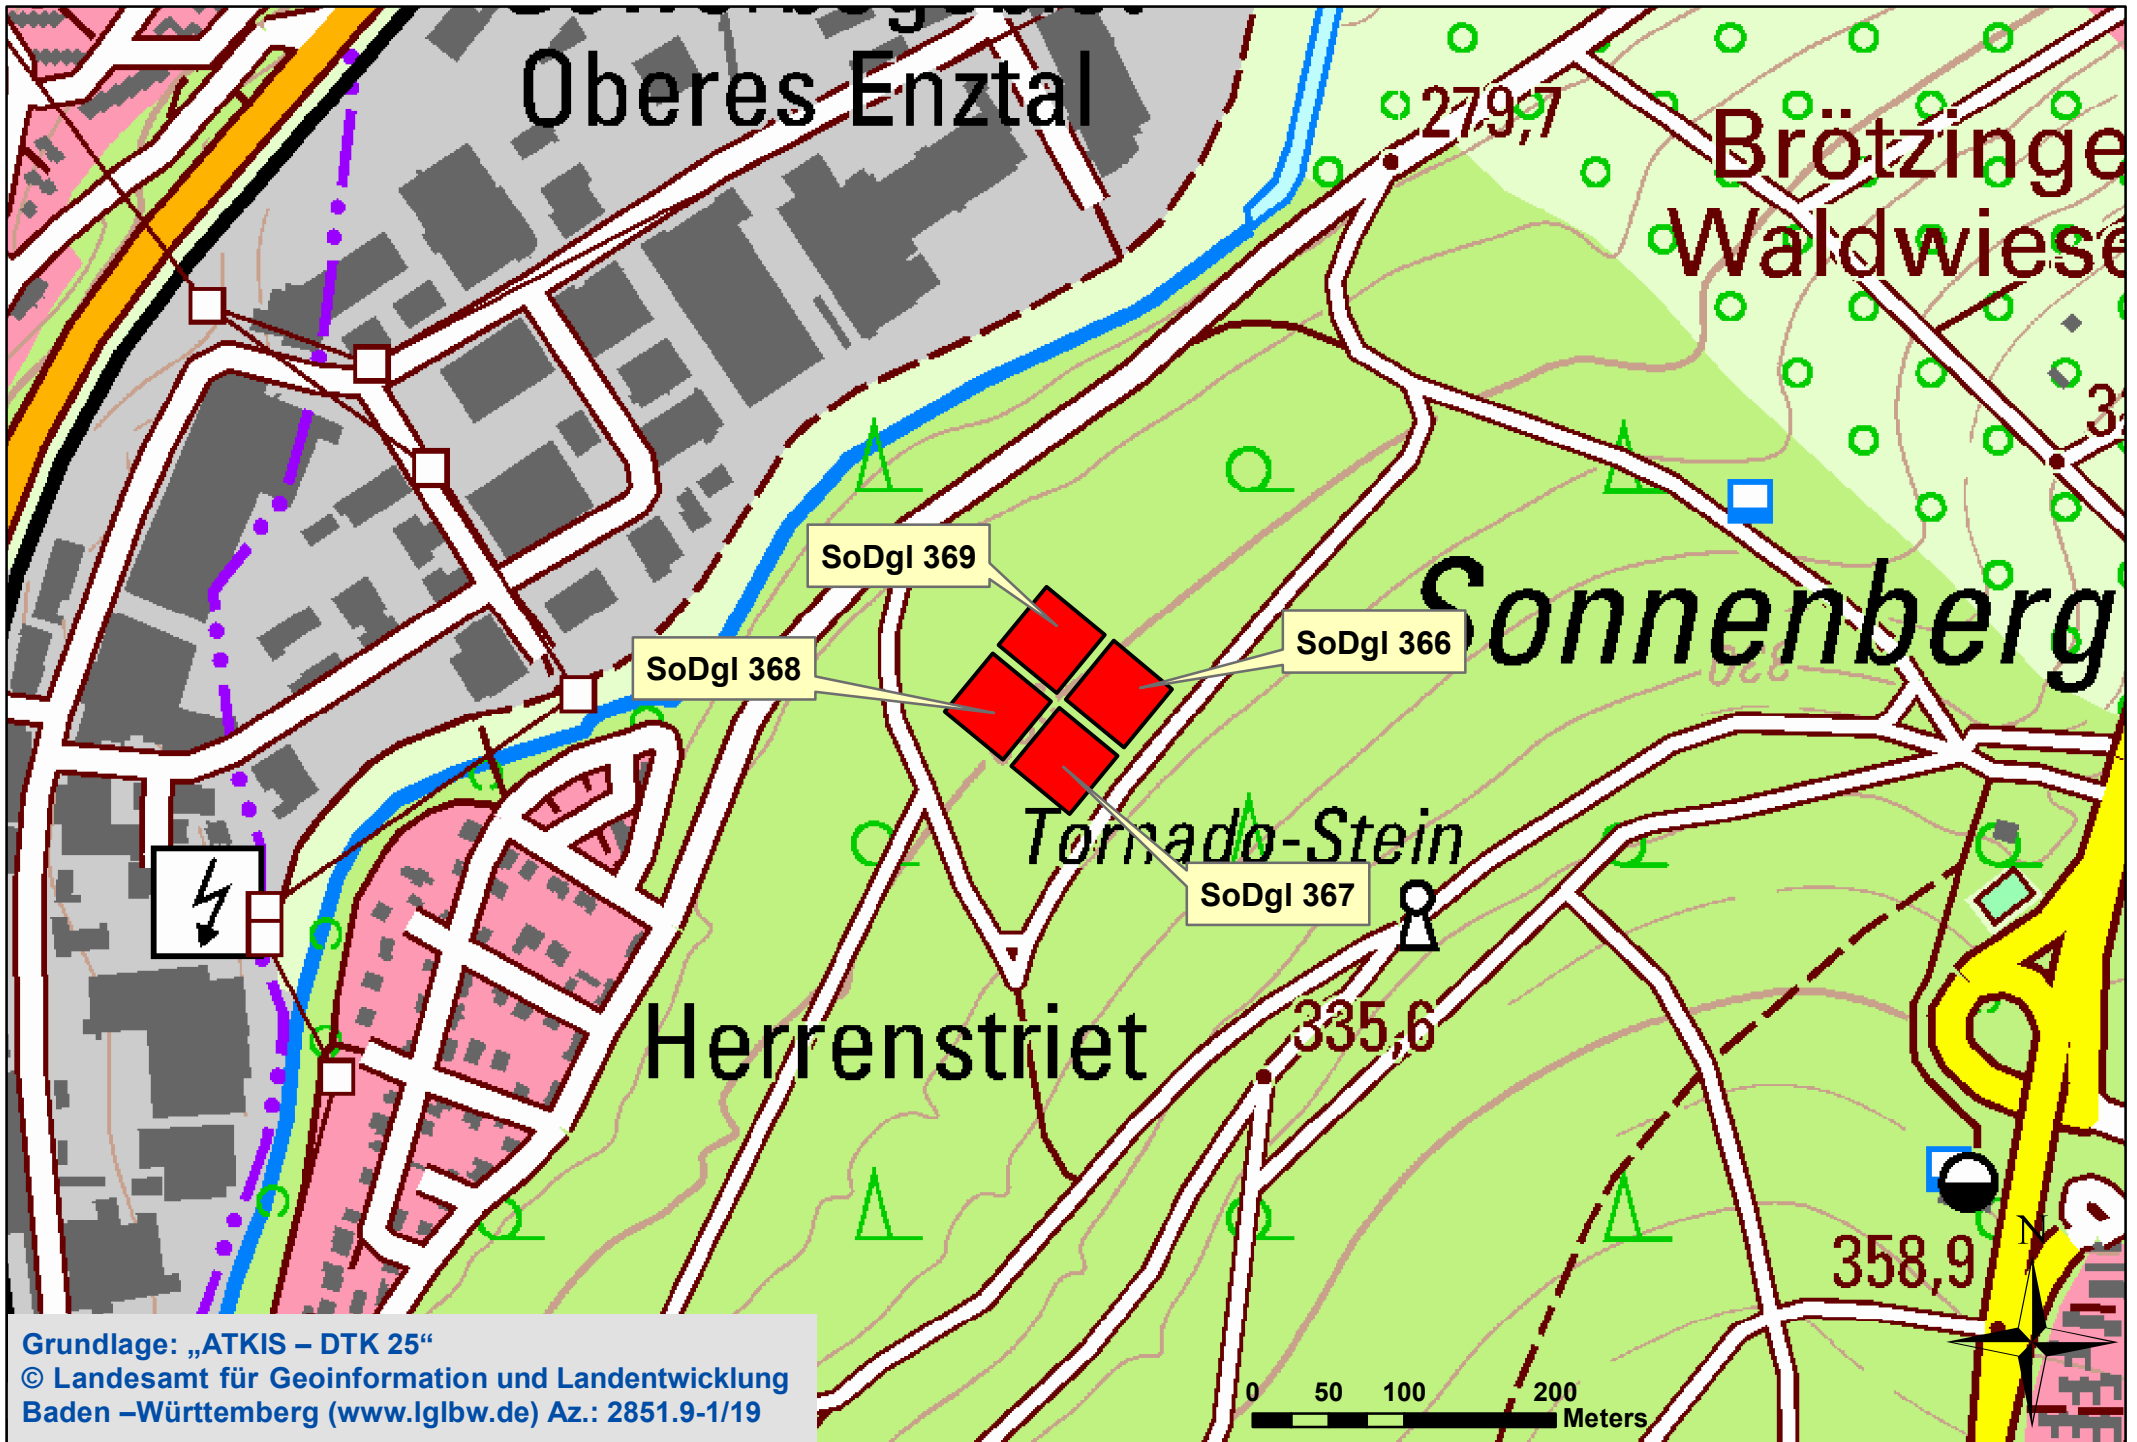 Oberes Enztal
279,7
Brötzinge
Waldwiese
SoDgl 369
SoDgl 366
SoDgl 368
Sonnenberg
330
Tornado-Stein
SoDgl 367
Herrenstriet
335,6
N
358,9
Grundlage: „ATKIS – DTK 25“
© Landesamt für Geoinformation und Landentwicklung
Baden –Württemberg (www.lglbw.de) Az.: 2851.9-1/19
0 50 100 200
Meters